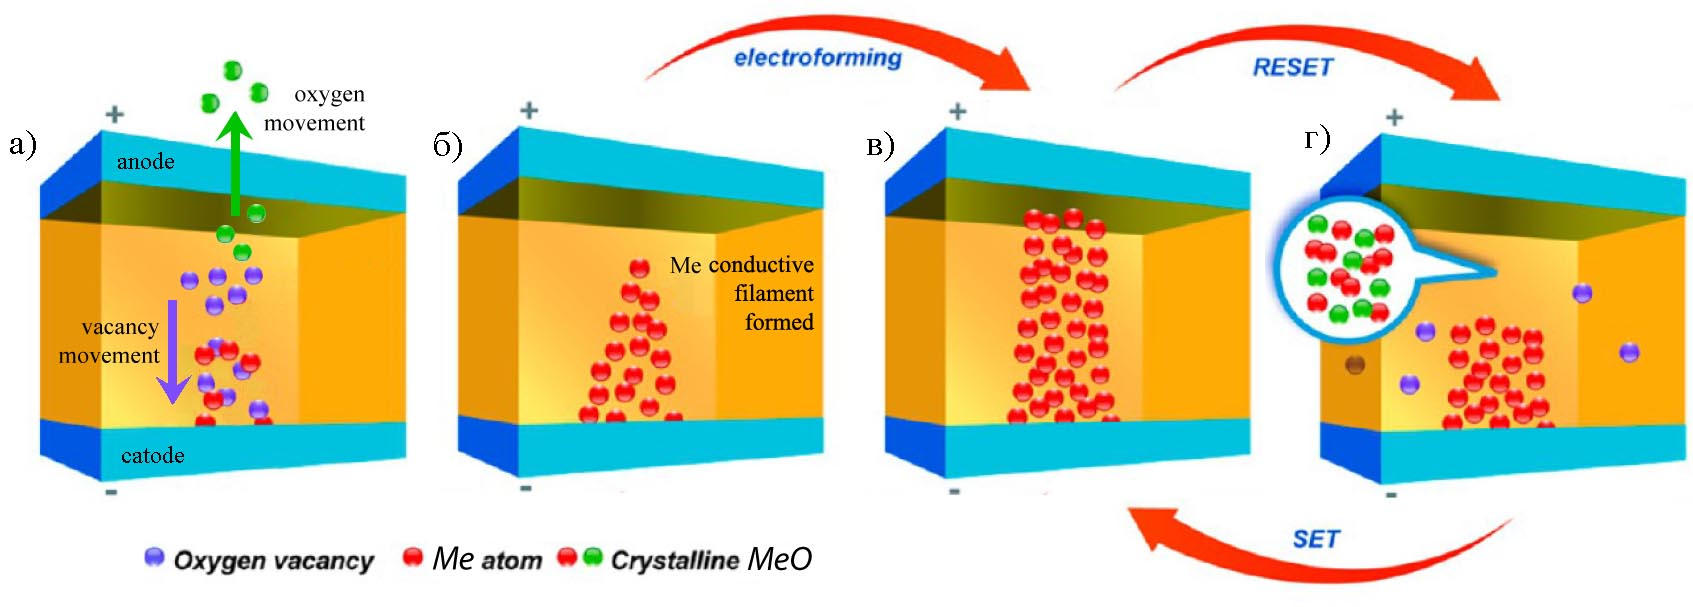 electroforming
RESET
а)
+
oxygen
movement
anode
vacancy
movement
catode
-
б)
+
Me conductive
filament
formed
-
в)
+
-
г)
+
-
SET
Oxygen vacancy
Me atom
Crystalline MeO